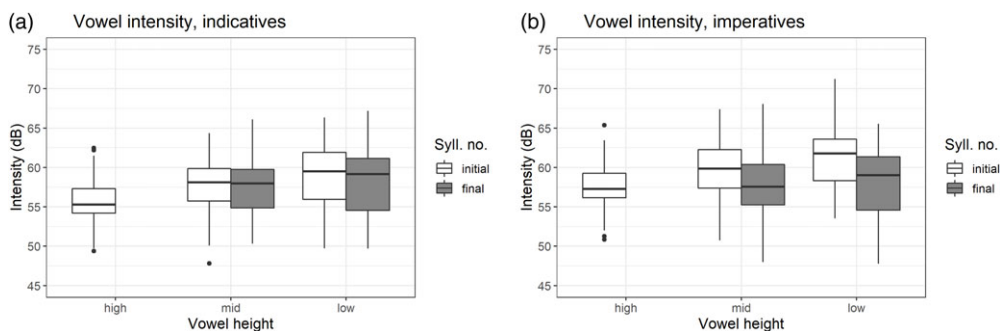 (a) Vowel intensity, indicatives
75
70
65
60
55
50
45
Intensity (dB)
high mid low
Vowel height
Syll. no.
initial
final
(b) Vowel intensity, imperatives
75
70
65
60
55
50
45
Intensity (dB)
high mid low
Vowel height
Syll. no.
initial
final